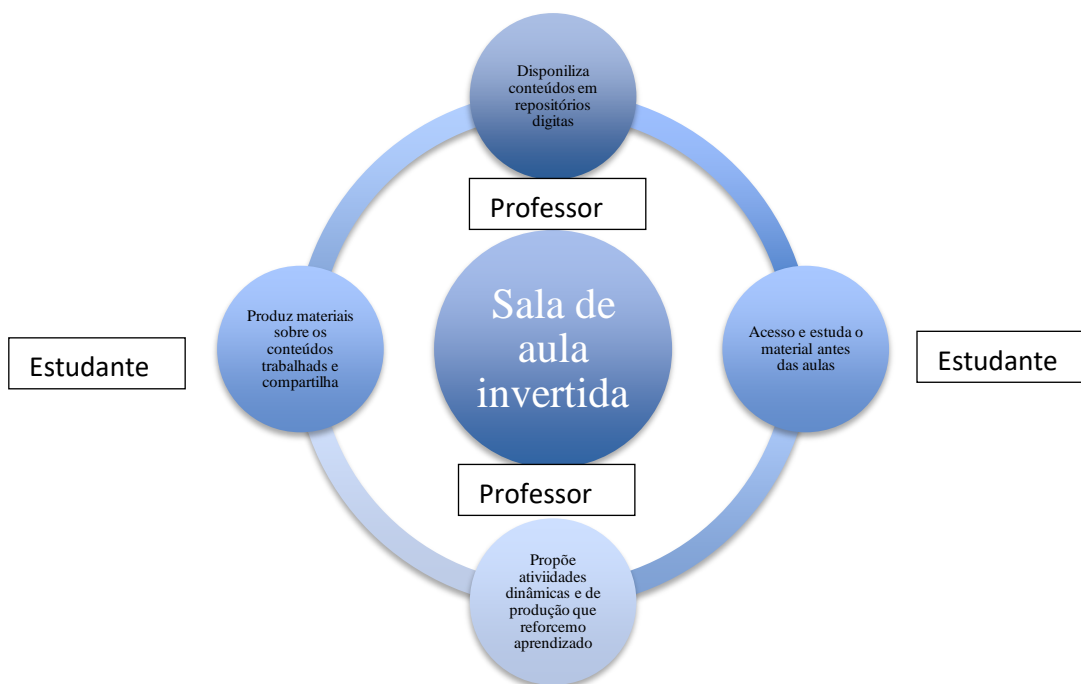 Disponiliza
conteúdos em
repositórios
digitas
Professor
Sala de
aula
invertida
Produz materiais
sobre os
conteúdos
trabalhads e
compartilha
Estudante
Acesso e estuda o
material antes
das aulas
Estudante
Professor
Propõe
ativiidades
dinâmicas e de
produção que
reforcemo
aprendizado